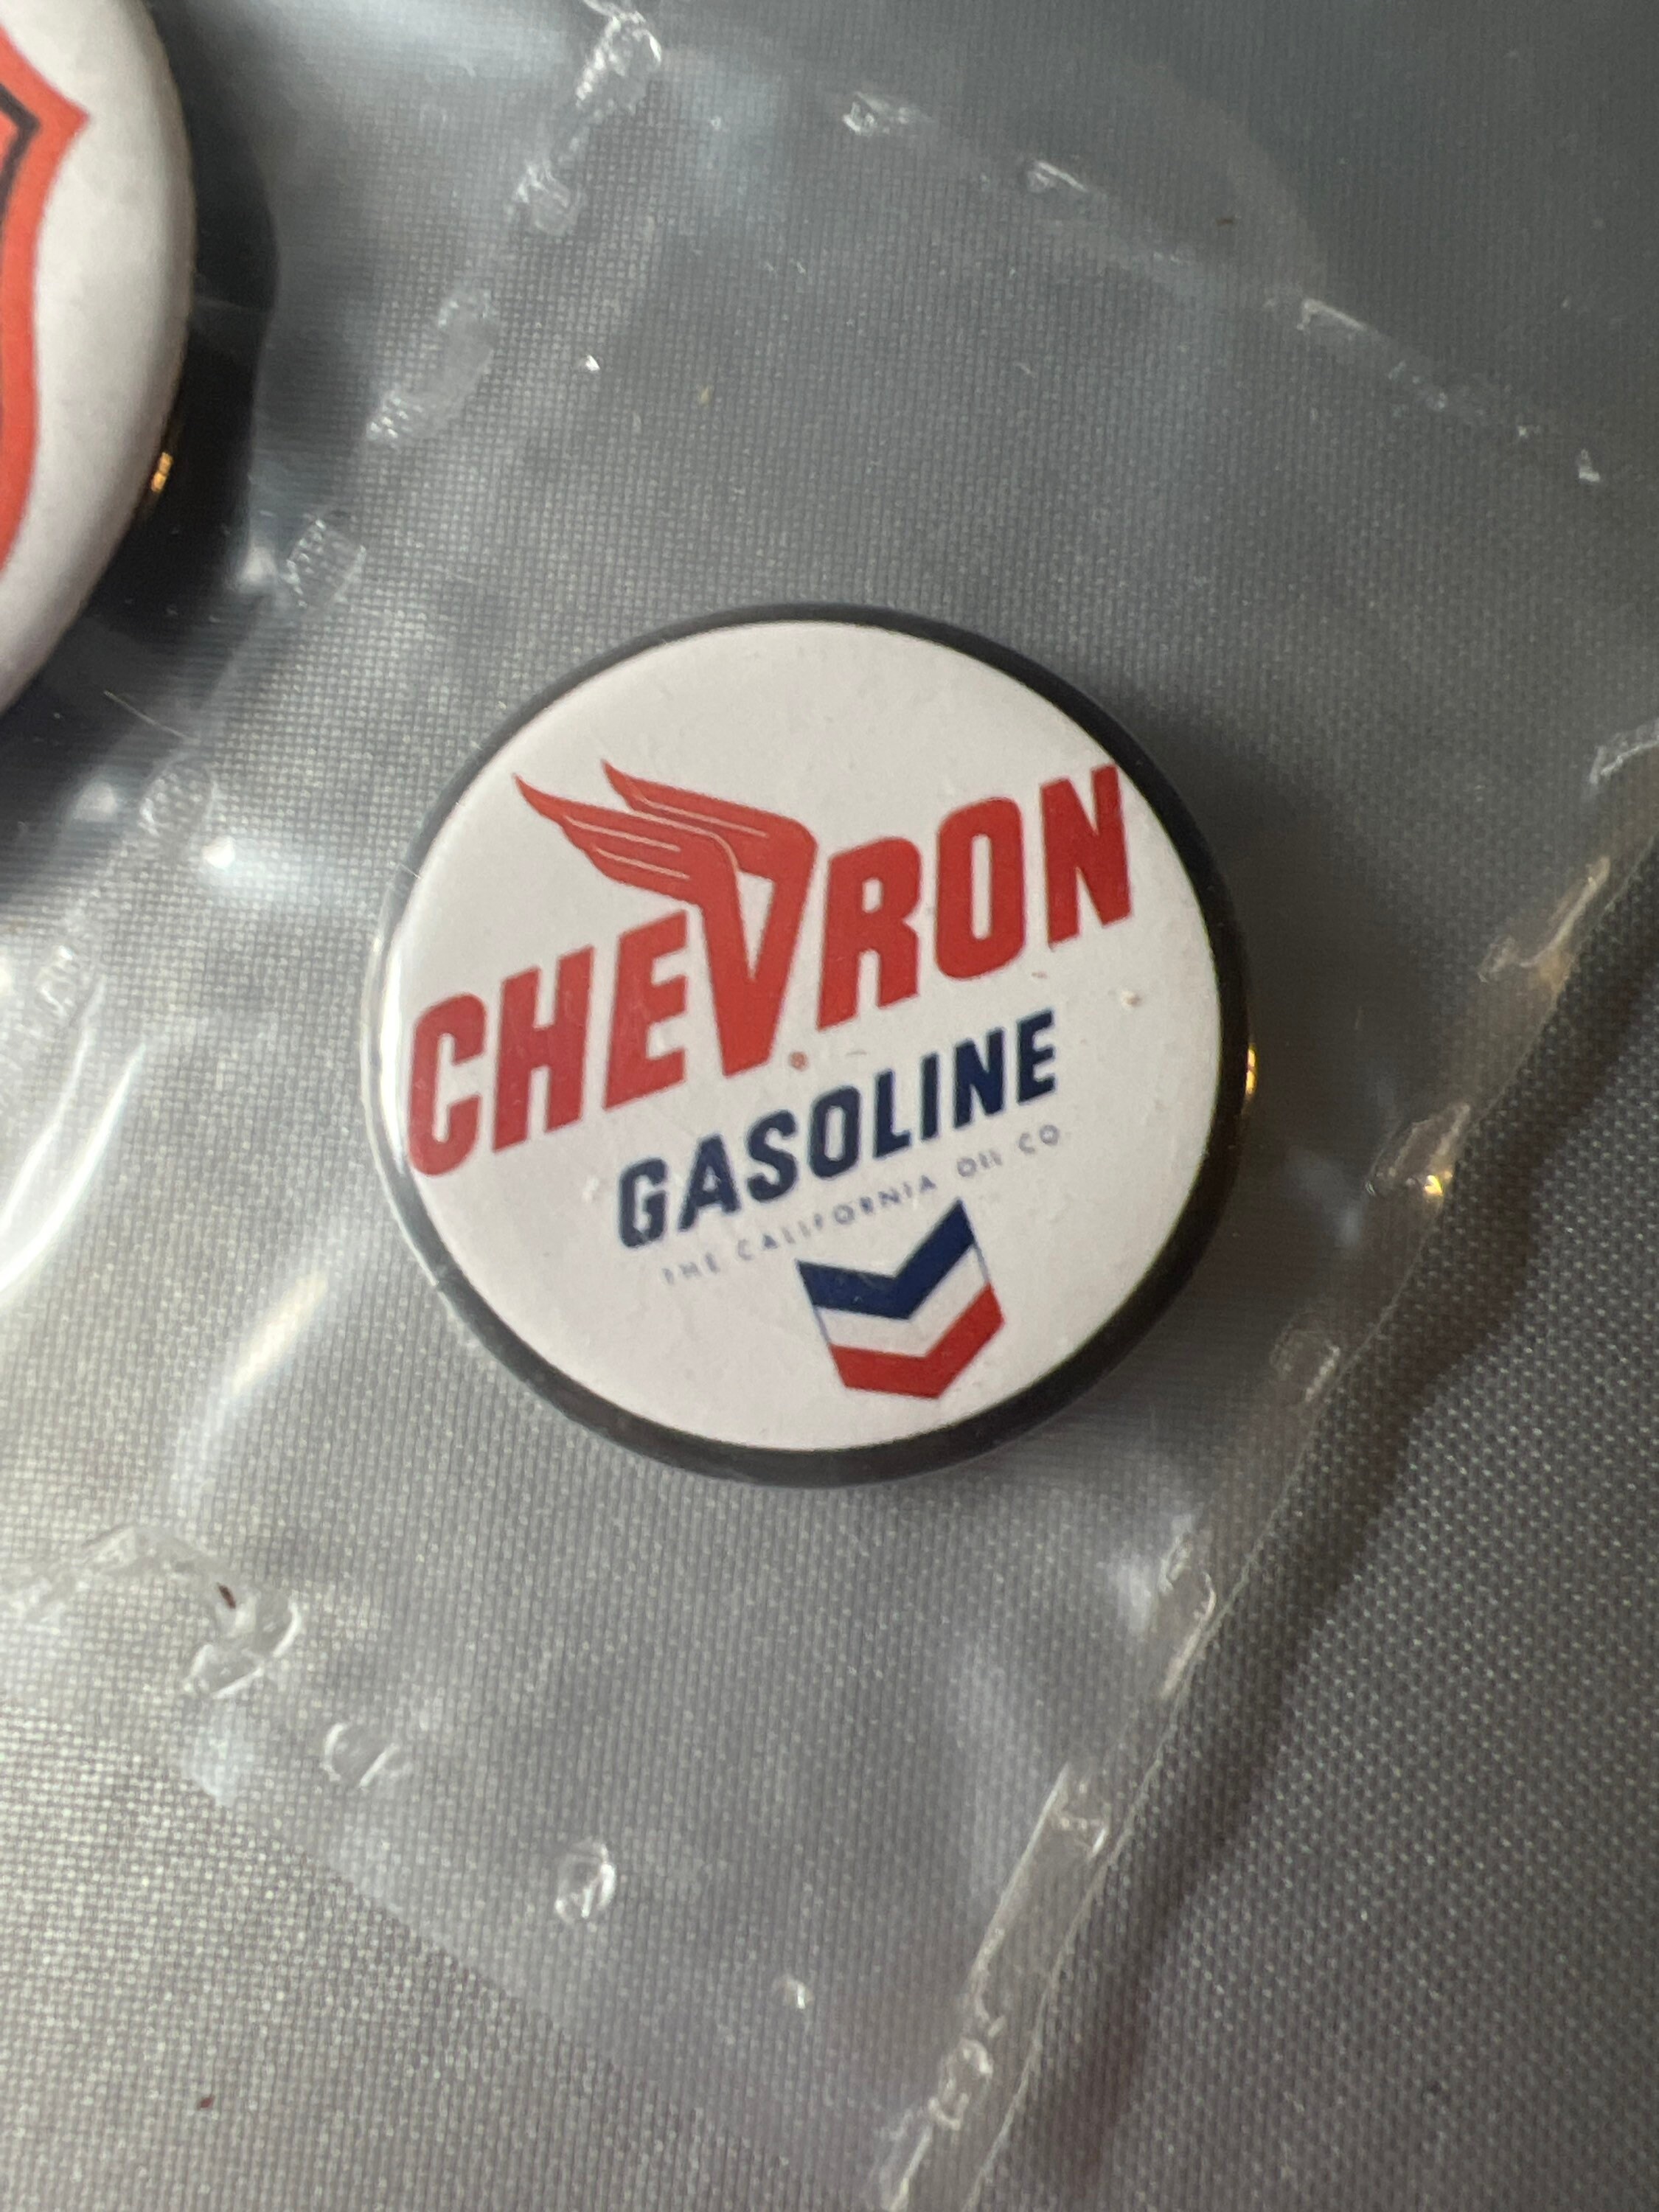 CHEVRON
GASOLINE
THE CALIFORNIA OIL CO.